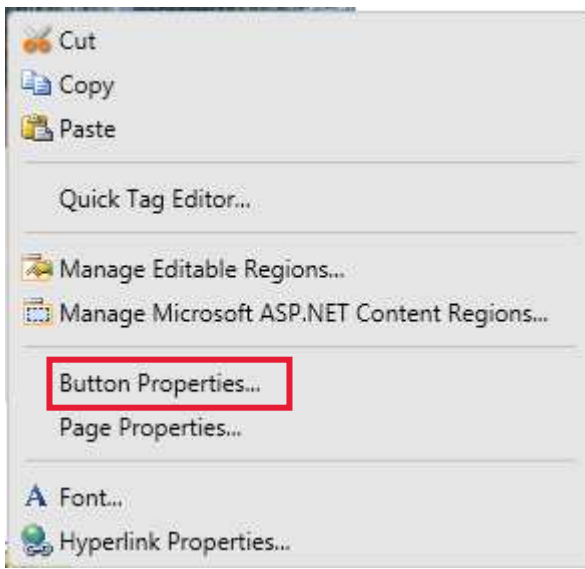 Cut
Copy
Paste
Quick Tag Editor...
Manage Editable Regions...
Manage Microsoft ASP.NET Content Regions...
Button Properties...
Page Properties...
Font...
Hyperlink Properties...